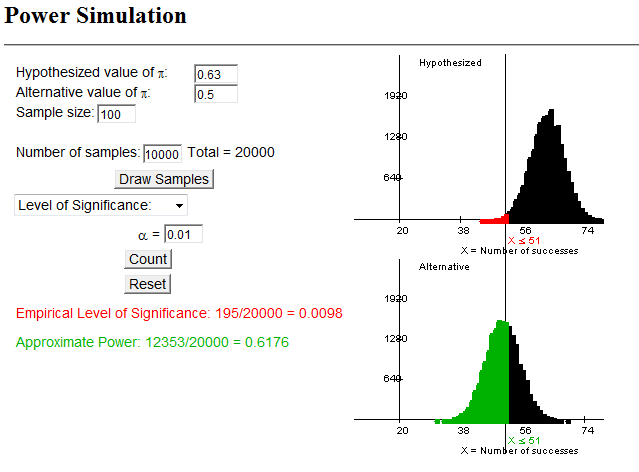 Power Simulation
Hypothesized value of π: 0.63
Alternative value of π: 0.5
Sample size: 100
Number of samples: 10000 Total = 20000
Draw Samples
Level of Significance:
α = 0.01
Count
Reset
Empirical Level of Significance: 195/20000 = 0.0098
Approximate Power: 12353/20000 = 0.6176
Hypothesized
1920
1280
640
20 38 56 74
X ≤ 51
X = Number of successes
Alternative
1920
1280
640
20 38 56 74
X ≤ 51
X = Number of successes